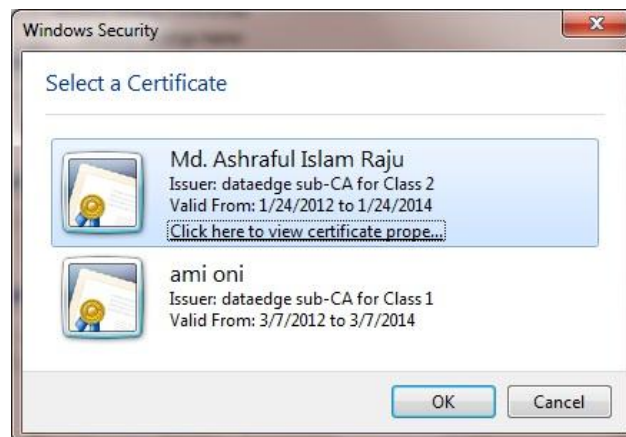 Windows Security
Select a Certificate
Md. Ashraful Islam Raju
Issuer: dataedge sub-CA for Class 2
Valid From: 1/24/2012 to 1/24/2014
Click here to view certificate prope...
ami oni
Issuer: dataedge sub-CA for Class 1
Valid From: 3/7/2012 to 3/7/2014
OK
Cancel